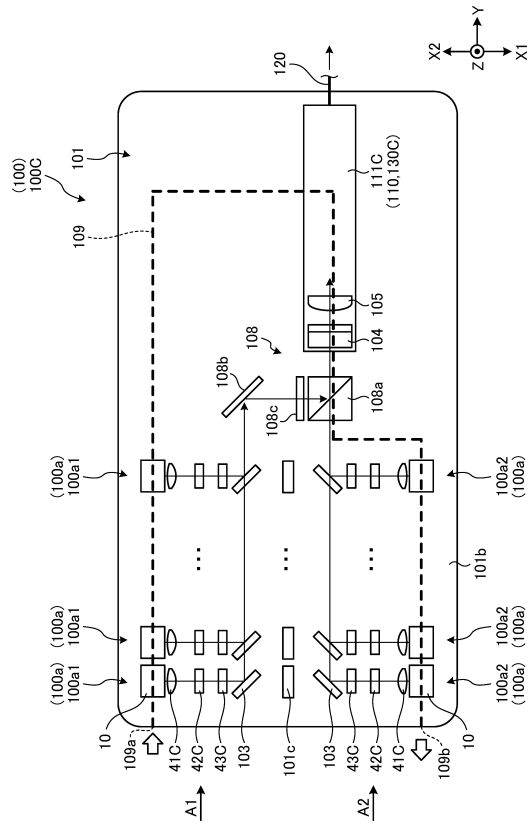 (100)
100C
101
109
120
X2
X1
Y
Z
111C
(110,130C)
105
104
108
108b
108c
108a
(100a)
100a1
(100a)
100a1
(100a)
100a1
100a2
(100a)
100a2
(100a)
100a2
(100a)
101b
...
...
...
10
109a
41C
42C
43C
103
101c
103
43C
42C
41C
109b
10
A1
A2